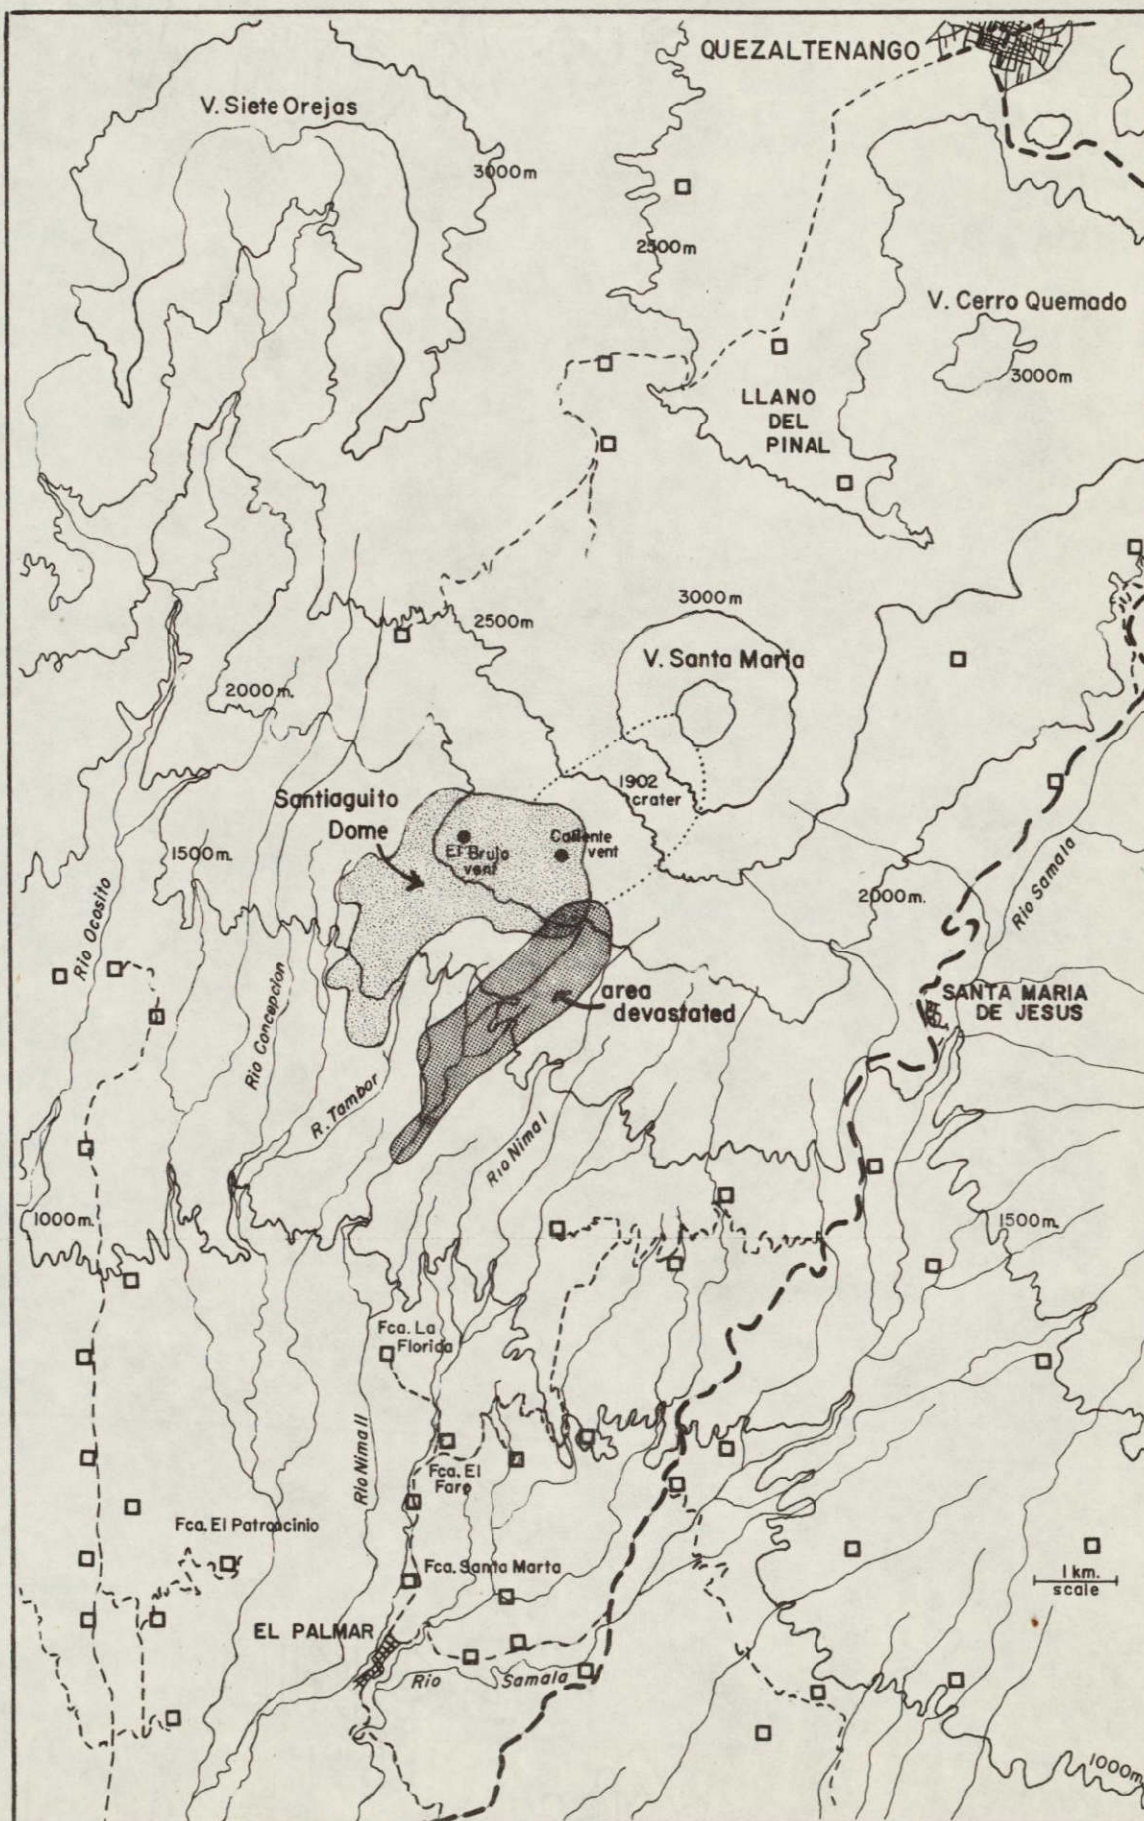 QUEZALTENANGO
V. Siete Orejas
3000m
2500m
V. Cerro Quemado
3000m
LLANO
DEL
PINAL
3000m
2500m
V. Santa Maria
2000m.
1902
crater
Santiaguito
Dome
El Brujo
vent
Caliente
vent
1500m.
2000m.
Rio Samala
Rio Ocosito
Rio Concepcion
area
devastated
SANTA MARIA
DE JESUS
R. Tambor
Rio Nimal
1000m.
1500m.
Fca. La
Florida
Rio Nima II
Fca. El
Faro
Fca. El Patrocinio
Fca. Santa Marta
1 km.
scale
EL PALMAR
Rio Samala
1000m.